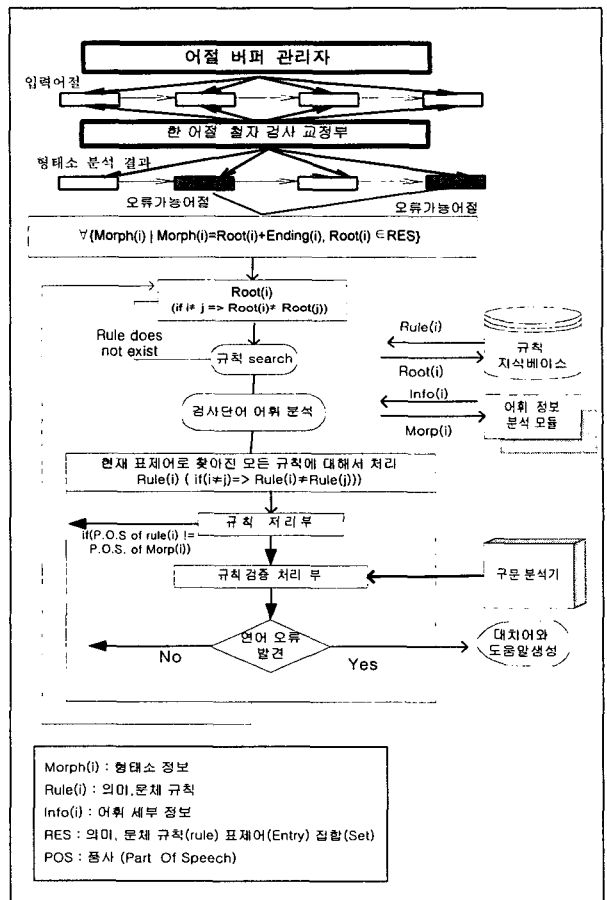 어절 버퍼 관리자
입력어절
한 어절 철자 검사 교정부
형태소 분석 결과
오류가능어절
오류가능어절
∀{Morph(i) | Morph(i)=Root(i)+Ending(i), Root(i) ∈RES}
Root(i)
(if i≠ j => Root(i)≠ Root(j))
Rule does
not exist
규칙 search
Rule(i)
Root(i)
규칙
지식베이스
검사단어 어휘 분석
Info(i)
Morp(i)
어휘 정보
분석 모듈
현재 표제어로 찾아진 모든 규칙에 대해서 처리
Rule(i) ( if(i≠j)=> Rule(i)≠Rule(j)))
규칙 처리부
if(P.O.S of rule(i) !=
P.O.S. of Morp(i))
규칙검증 처리 부
구문 분석기
연어 오류
발견
No
Yes
대치어와
도움말생성
Morph(i) : 형태소 정보
Rule(i) : 의미,문체 규칙
Info(i) : 어휘 세부 정보
RES : 의미, 문체 규칙(rule) 표제어(Entry) 집합(Set)
POS : 품사 (Part Of Speech)